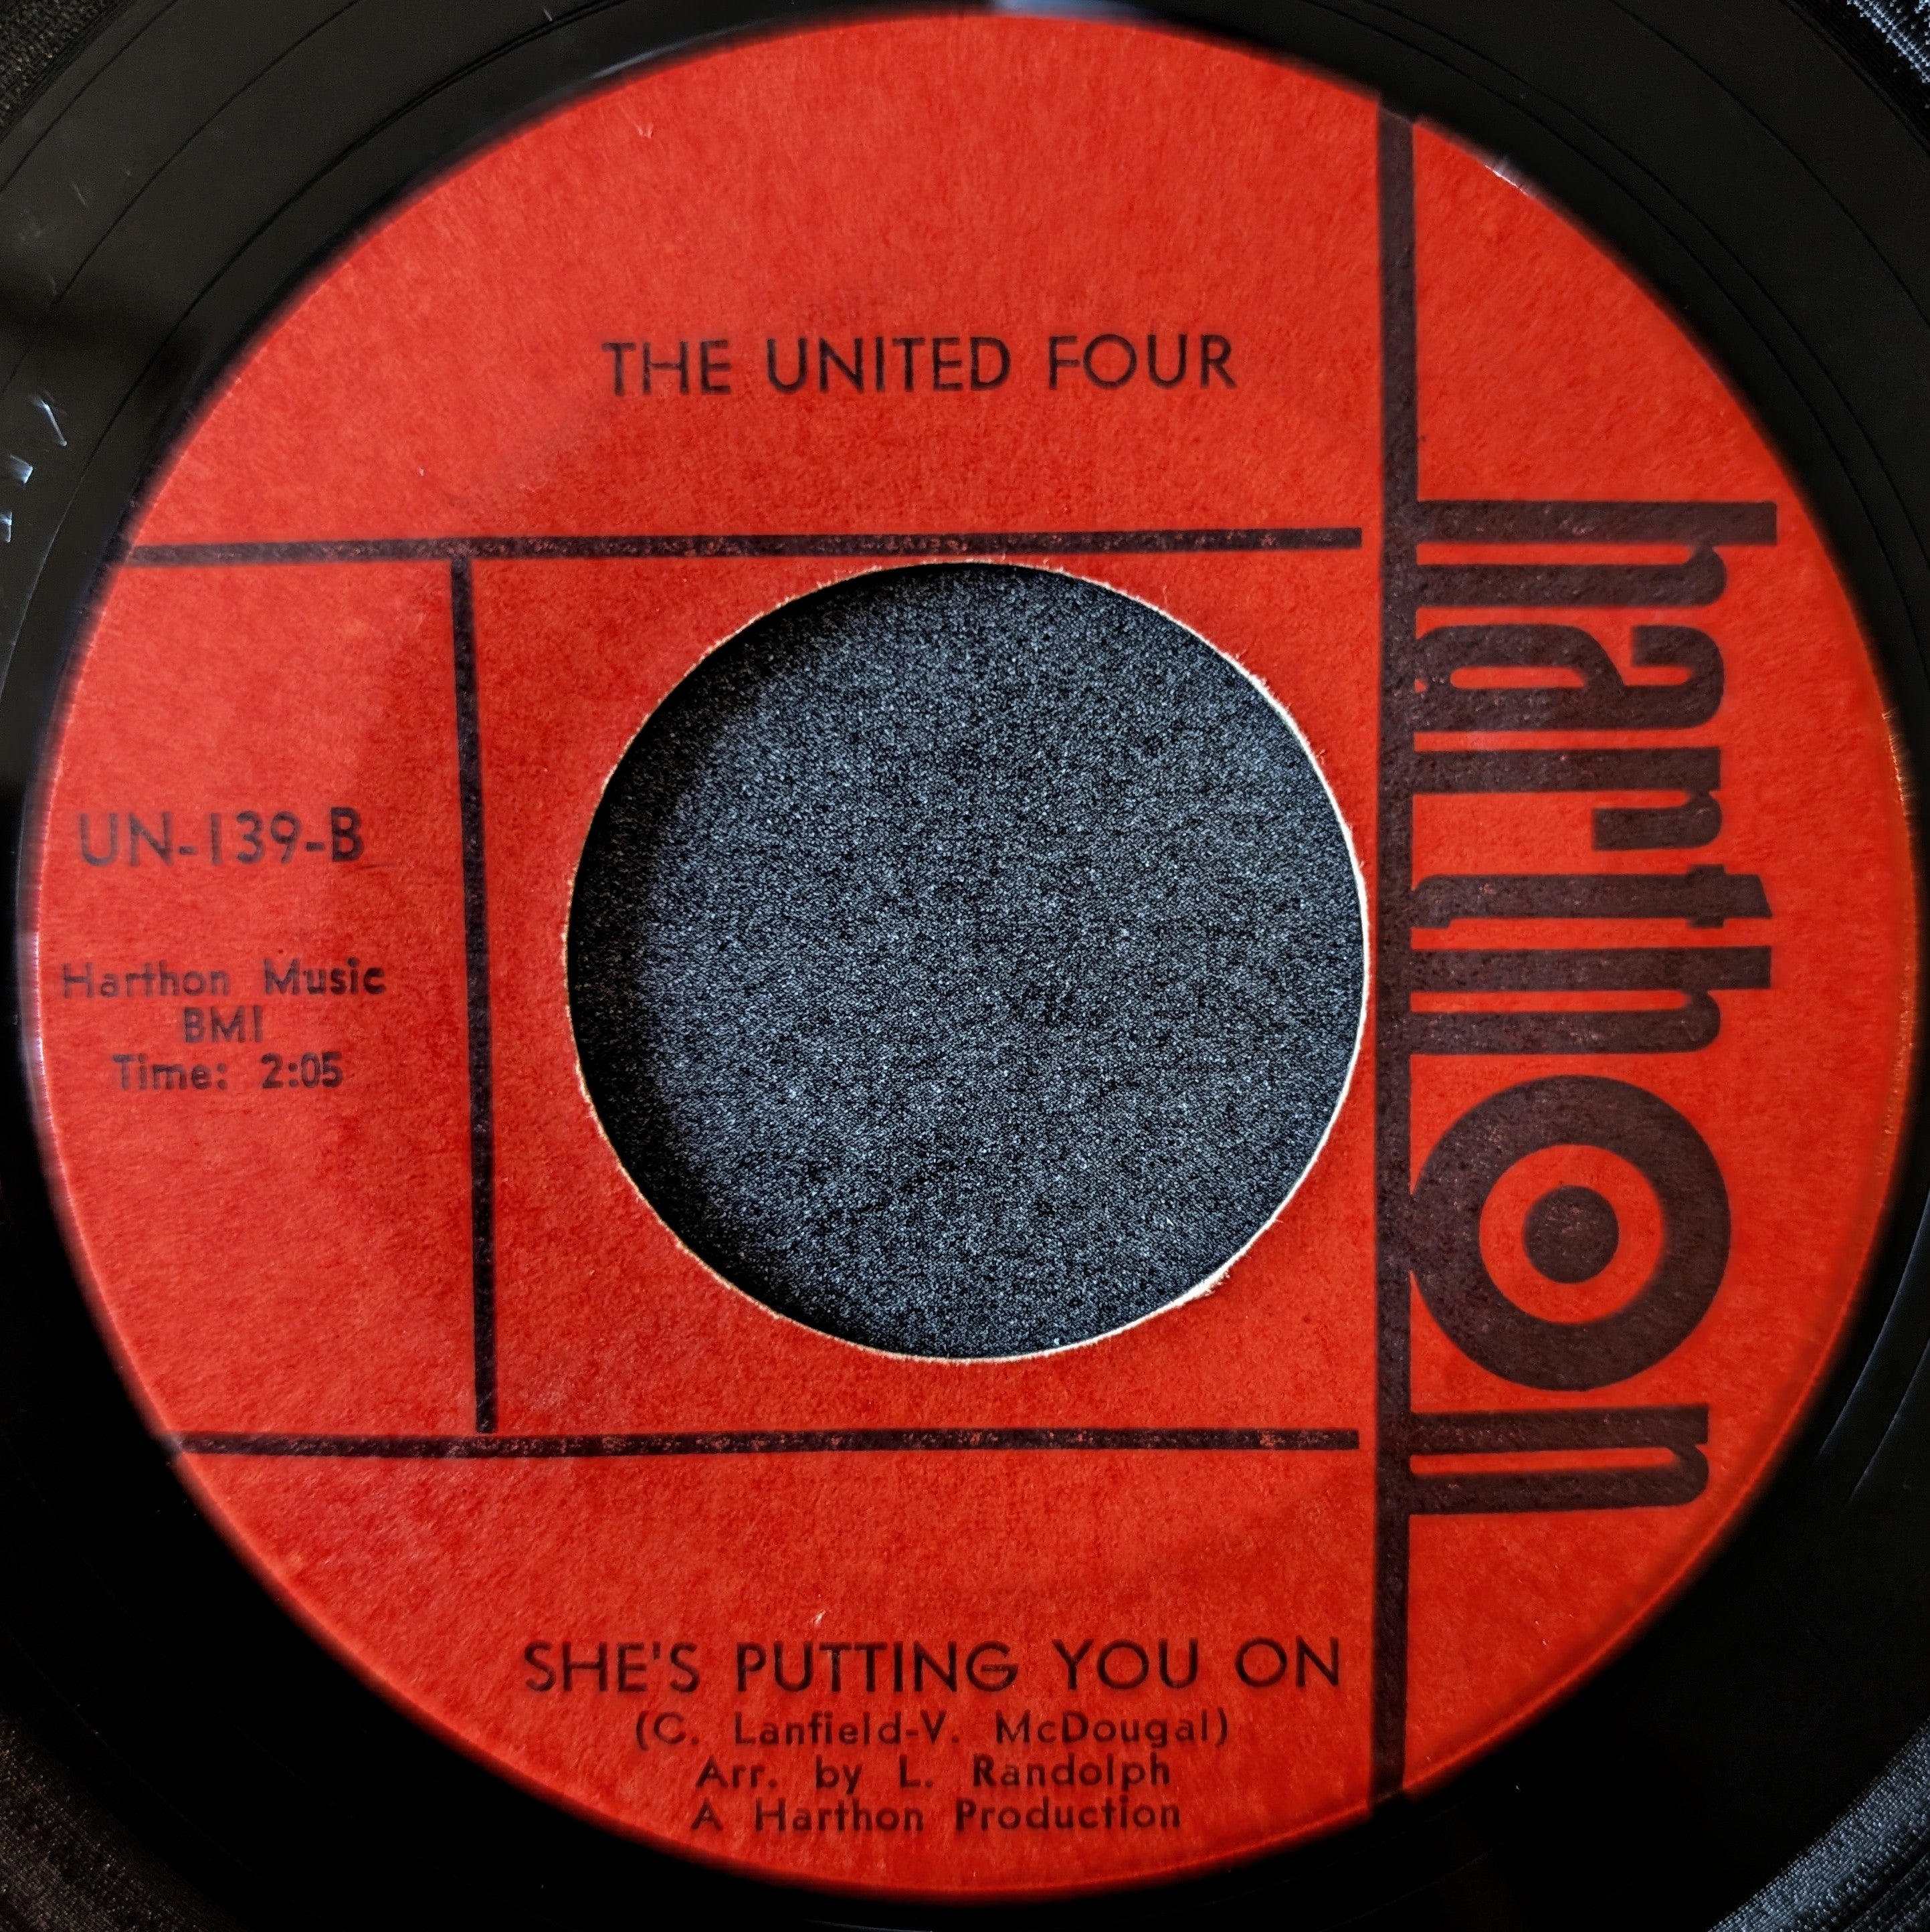 THE UNITED FOUR
harthon
UN-139-B
Harthon Music
BMI
Time: 2:05
SHE'S PUTTING YOU ON
(C. Lanfield-V. McDougal)
Arr. by L. Randolph
A Harthon Production